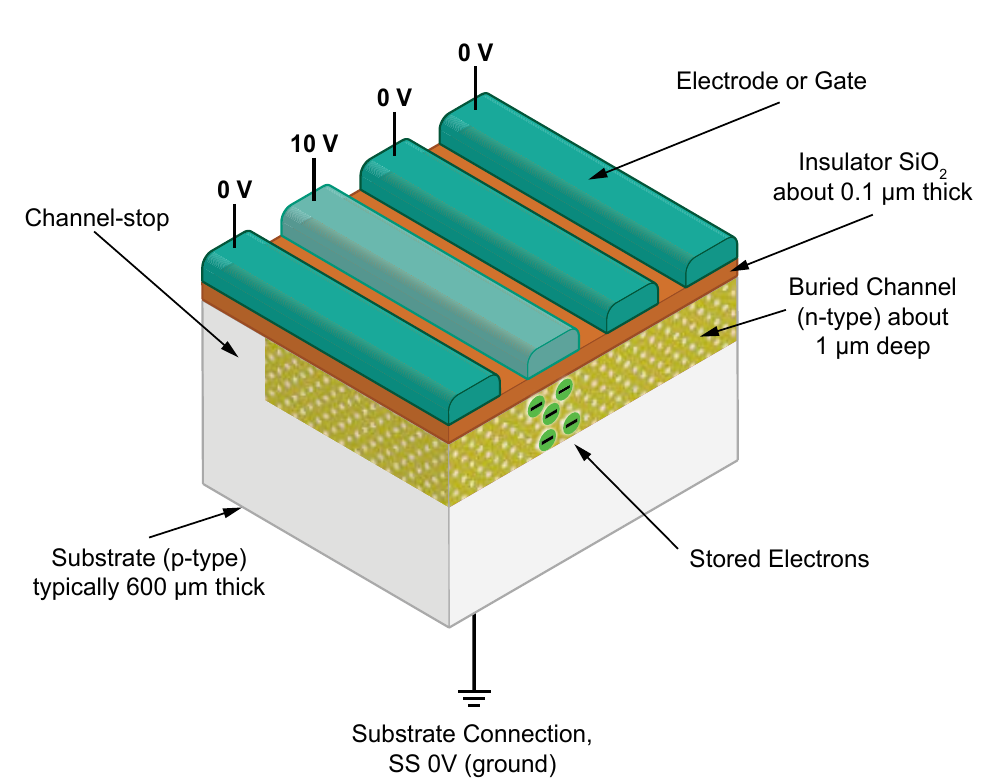 0 V
0 V
10 V
0 V
Electrode or Gate
Insulator SiO₂
about 0.1 µm thick
Channel-stop
Buried Channel
(n-type) about
1 µm deep
Substrate (p-type)
typically 600 µm thick
Stored Electrons
Substrate Connection,
SS 0V (ground)